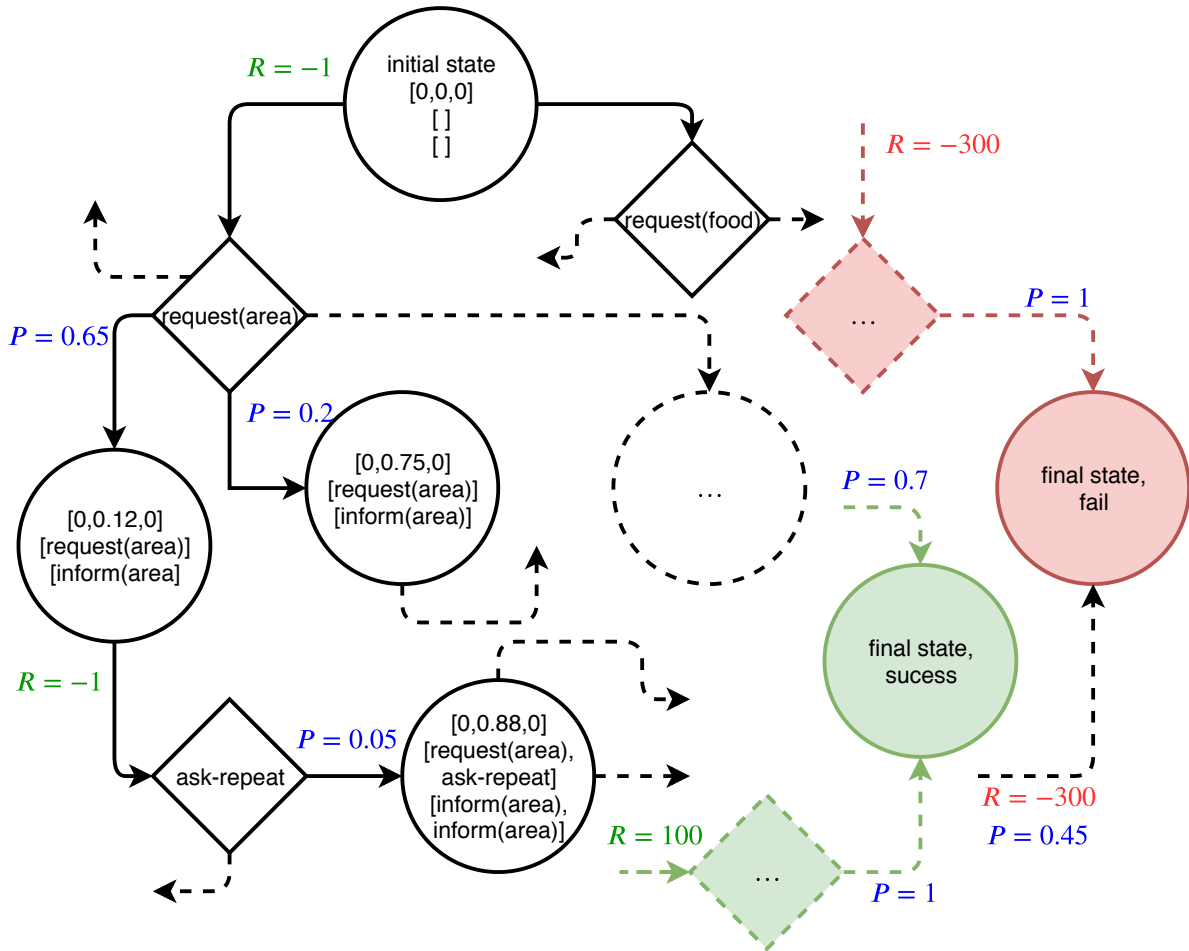 R = −1
initial state
[0,0,0]
[ ]
[ ]
R = −300
request(food)
P = 0.65
request(area)
P = 1
...
P = 0.2
[0,0.75,0]
[request(area)]
[inform(area)]
...
P = 0.7
final state,
fail
[0,0.12,0]
[request(area)]
[inform(area]
final state,
sucess
R = −1
ask-repeat
P = 0.05
[0,0.88,0]
[request(area),
ask-repeat]
[inform(area),
inform(area)]
R = −300
P = 0.45
R = 100
...
P = 1